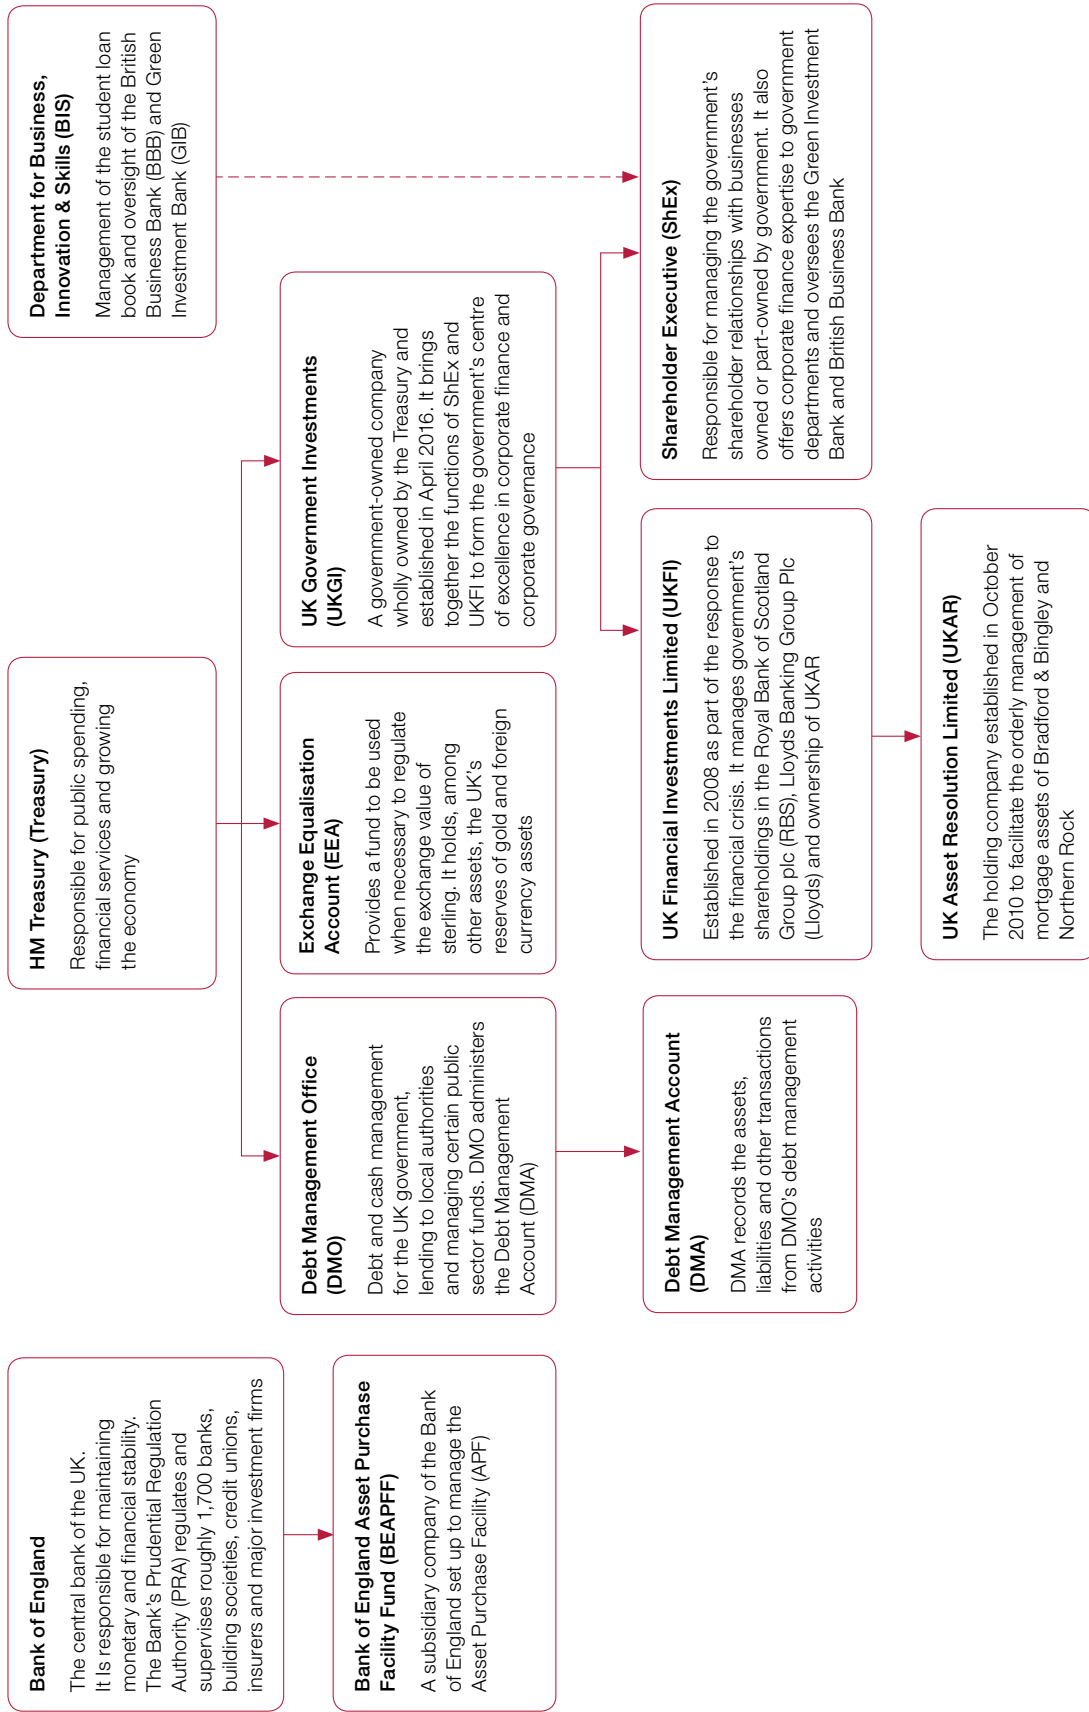 Bank of England
The central bank of the UK.
It Is responsible for maintaining
monetary and financial stability.
The Bank's Prudential Regulation
Authority (PRA) regulates and
supervises roughly 1,700 banks,
building societies, credit unions,
insurers and major investment firms
HM Treasury (Treasury)
Responsible for public spending,
financial services and growing
the economy
Department for Business,
Innovation & Skills (BIS)
Management of the student loan
book and oversight of the British
Business Bank (BBB) and Green
Investment Bank (GIB)
Bank of England Asset Purchase
Facility Fund (BEAPFF)
A subsidiary company of the Bank
of England set up to manage the
Asset Purchase Facility (APF)
Debt Management Office
(DMO)
Debt and cash management
for the UK government,
lending to local authorities
and managing certain public
sector funds. DMO administers
the Debt Management
Account (DMA)
Exchange Equalisation
Account (EEA)
Provides a fund to be used
when necessary to regulate
the exchange value of
sterling. It holds, among
other assets, the UK's
reserves of gold and foreign
currency assets
UK Government Investments
(UKGI)
A government-owned company
wholly owned by the Treasury and
established in April 2016. It brings
together the functions of ShEx and
UKFI to form the government's centre
of excellence in corporate finance and
corporate governance
Debt Management Account
(DMA)
DMA records the assets,
liabilities and other transactions
from DMO's debt management
activities
UK Financial Investments Limited (UKFI)
Established in 2008 as part of the response to
the financial crisis. It manages government's
shareholdings in the Royal Bank of Scotland
Group plc (RBS), Lloyds Banking Group Plc
(Lloyds) and ownership of UKAR
Shareholder Executive (ShEx)
Responsible for managing the government's
shareholder relationships with businesses
owned or part-owned by government. It also
offers corporate finance expertise to government
departments and oversees the Green Investment
Bank and British Business Bank
UK Asset Resolution Limited (UKAR)
The holding company established in October
2010 to facilitate the orderly management of
mortgage assets of Bradford & Bingley and
Northern Rock